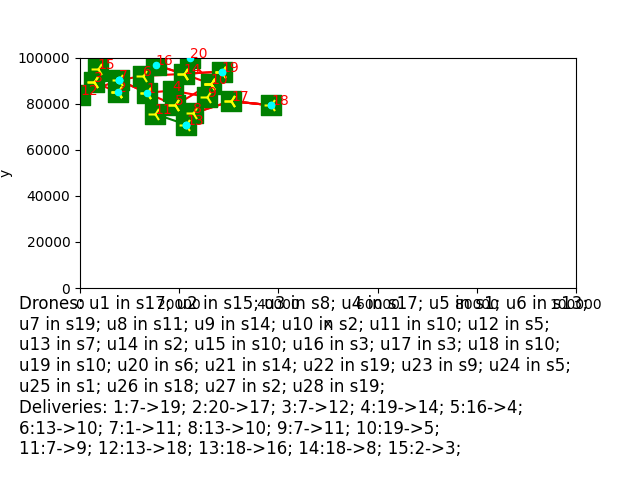 20
16
15
19
17
18
100000
80000
60000
40000
20000
0
y
0 20000 40000 60000 80000 100000
x
Drones: u1 in s17; u2 in s15; u3 in s8; u4 in s17; u5 in s1; u6 in s13;
u7 in s19; u8 in s11; u9 in s14; u10 in s2; u11 in s10; u12 in s5;
u13 in s7; u14 in s2; u15 in s10; u16 in s3; u17 in s3; u18 in s10;
u19 in s10; u20 in s6; u21 in s14; u22 in s19; u23 in s9; u24 in s5;
u25 in s1; u26 in s18; u27 in s2; u28 in s19;
Deliveries: 1:7->19; 2:20->17; 3:7->12; 4:19->14; 5:16->4;
6:13->10; 7:1->11; 8:13->10; 9:7->11; 10:19->5;
11:7->9; 12:13->18; 13:18->16; 14:18->8; 15:2->3;